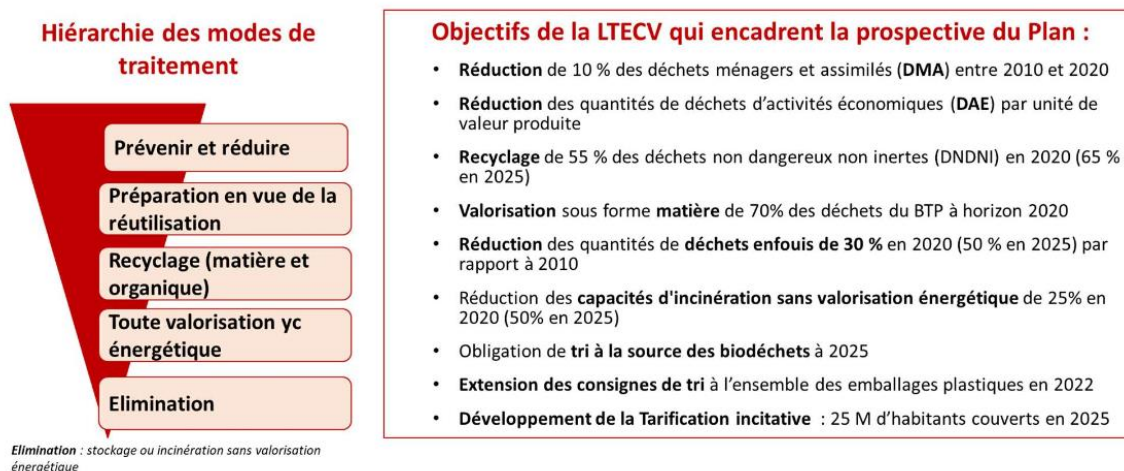 Hiérarchie des modes de
traitement
Prévenir et réduire
Préparation en vue de la
réutilisation
Recyclage (matière et
organique)
Toute valorisation yc
énergétique
Elimination
Elimination : stockage ou incinération sans valorisation
énergétique
Objectifs de la LTECV qui encadrent la prospective du Plan :
• Réduction de 10 % des déchets ménagers et assimilés (DMA) entre 2010 et 2020
• Réduction des quantités de déchets d'activités économiques (DAE) par unité de
valeur produite
• Recyclage de 55 % des déchets non dangereux non inertes (DNDNI) en 2020 (65 %
en 2025)
• Valorisation sous forme matière de 70% des déchets du BTP à horizon 2020
• Réduction des quantités de déchets enfouis de 30 % en 2020 (50 % en 2025) par
rapport à 2010
• Réduction des capacités d'incinération sans valorisation énergétique de 25% en
2020 (50% en 2025)
• Obligation de tri à la source des biodéchets à 2025
• Extension des consignes de tri à l'ensemble des emballages plastiques en 2022
• Développement de la Tarification incitative : 25 M d'habitants couverts en 2025